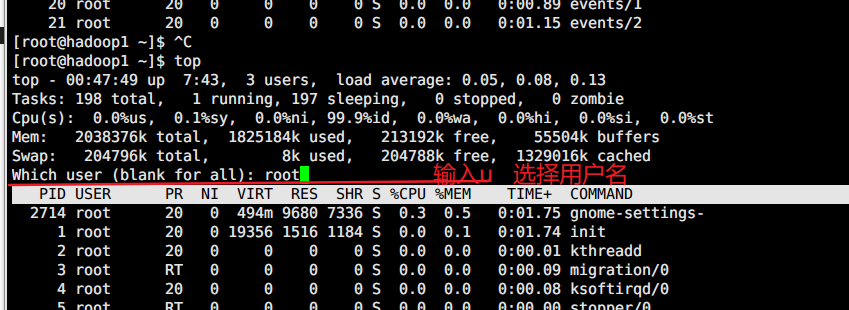 20 root 20 0 0 0 0 S 0.0 0.0 0:00.89 events/1
21 root 20 0 0 0 0 S 0.0 0.0 0:01.15 events/2
[root@hadoop1 ~]$ ^C
[root@hadoop1 ~]$ top
top - 00:47:49 up 7:43, 3 users, load average: 0.05, 0.08, 0.13
Tasks: 198 total, 1 running, 197 sleeping, 0 stopped, 0 zombie
Cpu(s): 0.0%us, 0.1%sy, 0.0%ni, 99.9%id, 0.0%wa, 0.0%hi, 0.0%si, 0.0%st
Mem: 2038376k total, 1825184k used, 213192k free, 55504k buffers
Swap: 204796k total, 8k used, 204788k free, 1329016k cached
Which user (blank for all): root 输入u 选择用户名
PID USER PR NI VIRT RES SHR S %CPU %MEM TIME+ COMMAND
2714 root 20 0 494m 9680 7336 S 0.3 0.5 0:01.75 gnome-settings-
1 root 20 0 19356 1516 1184 S 0.0 0.1 0:01.74 init
2 root 20 0 0 0 0 S 0.0 0.0 0:00.01 kthreadd
3 root RT 0 0 0 0 S 0.0 0.0 0:00.09 migration/0
4 root 20 0 0 0 0 S 0.0 0.0 0:00.08 ksoftirqd/0
5 root RT 0 0 0 0 S 0.0 0.0 0:00.00 stopper/0